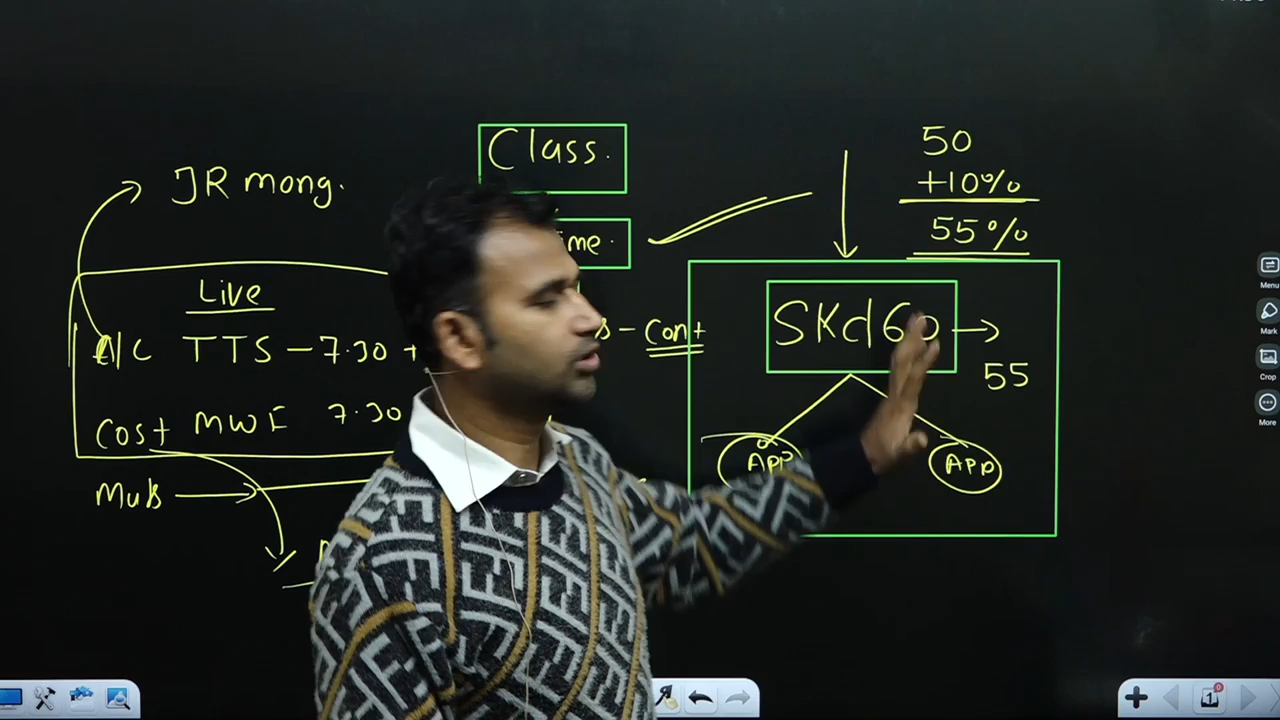 Class.
JR mong.
50
+10%
55%
Live
A/C TTS - 7.30 +
Cont
SKd60
55
Cost MWF 7.30
APP
APP
Menu
Mark
Crop
More
1